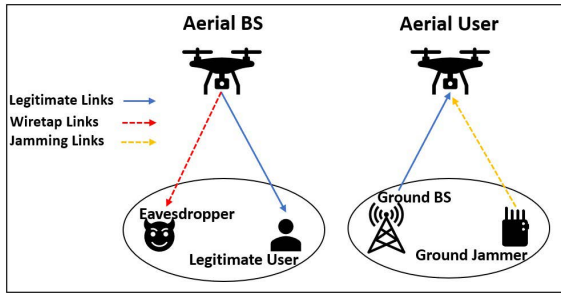 Aerial BS
Aerial User
Legitimate Links
Wiretap Links
Jamming Links
Eavesdropper
Legitimate User
Ground BS
Ground Jammer